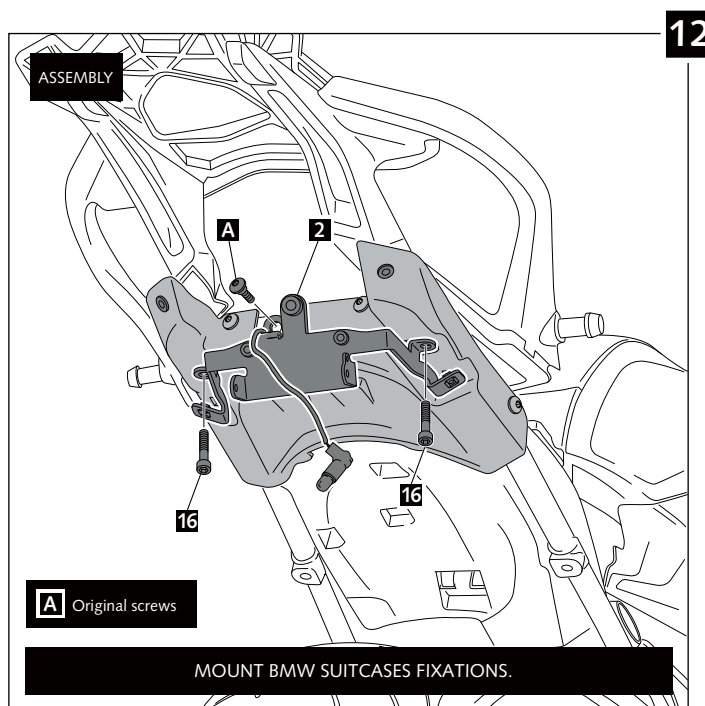 12
ASSEMBLY
A
2
16
16
A Original screws
MOUNT BMW SUITCASES FIXATIONS.